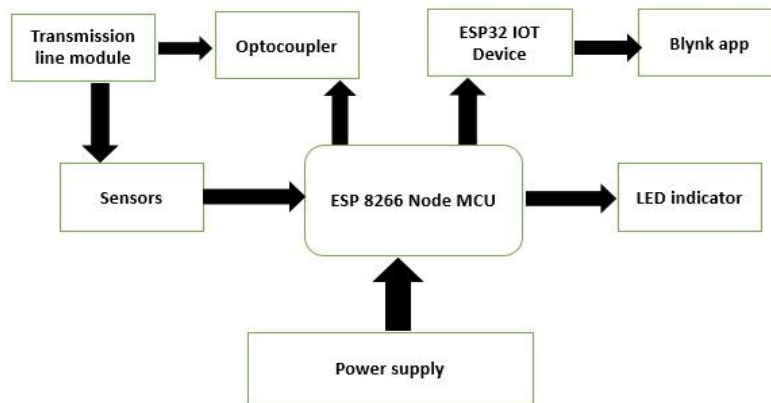 Transmission
line module
Optocoupler
ESP32 IOT
Device
Blynk app
Sensors
ESP 8266 Node MCU
LED indicator
Power supply